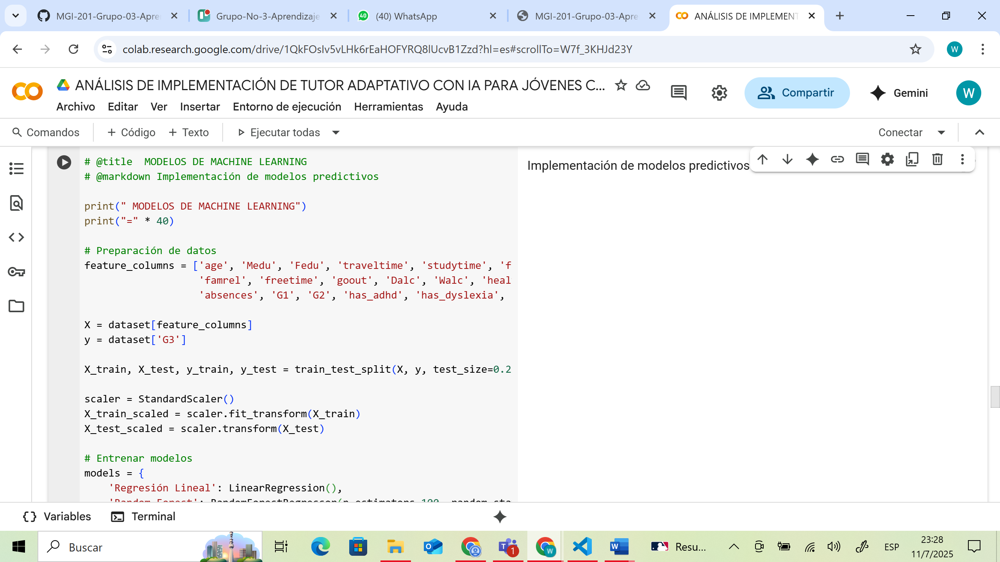 MGI-201-Grupo-03-Apre
Grupo-No-3-Aprendizaje
(40) WhatsApp
MGI-201-Grupo-03-Apre
ANÁLISIS DE IMPLEMENT
colab.research.google.com/drive/1QkFOsIv5vLHk6rEaHOFYRQ8lUcvB1Zzd?hl=es#scrollTo=W7f_3KHJd23Y
W
ANÁLISIS DE IMPLEMENTACIÓN DE TUTOR ADAPTATIVO CON IA PARA JÓVENES C...
Compartir
Gemini
W
Archivo Editar Ver Insertar Entorno de ejecución Herramientas Ayuda
Comandos + Código + Texto Ejecutar todas
Conectar
# @title  MODELOS DE MACHINE LEARNING
# @markdown Implementación de modelos predictivos
print(" MODELOS DE MACHINE LEARNING")
print("=" * 40)
# Preparación de datos
feature_columns = ['age', 'Medu', 'Fedu', 'traveltime', 'studytime', 'f
'famrel', 'freetime', 'goout', 'Dalc', 'Walc', 'heal
'absences', 'G1', 'G2', 'has_adhd', 'has_dyslexia',
X = dataset[feature_columns]
y = dataset['G3']
X_train, X_test, y_train, y_test = train_test_split(X, y, test_size=0.2
scaler = StandardScaler()
X_train_scaled = scaler.fit_transform(X_train)
X_test_scaled = scaler.transform(X_test)
# Entrenar modelos
models = {
'Regresión Lineal': LinearRegression(),
'Random Forest': RandomForestRegressor(n_estimators=100, random_sta
Implementación de modelos predictivos
Variables
Terminal
Buscar
1
Resu...
ESP
23:28
11/7/2025